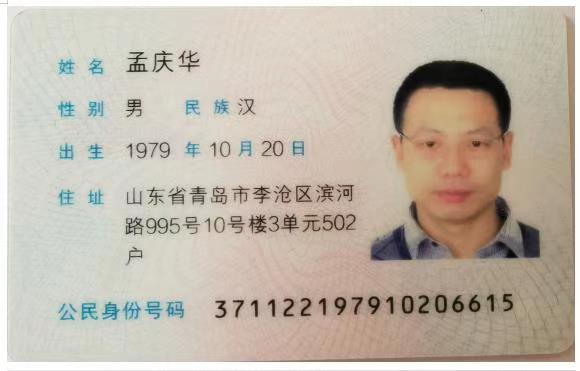 姓名 孟庆华
性别 男 民族 汉
出生 1979 年 10 月 20 日
住址 山东省青岛市李沧区滨河
路995号10号楼3单元502
户
公民身份号码 371122197910206615